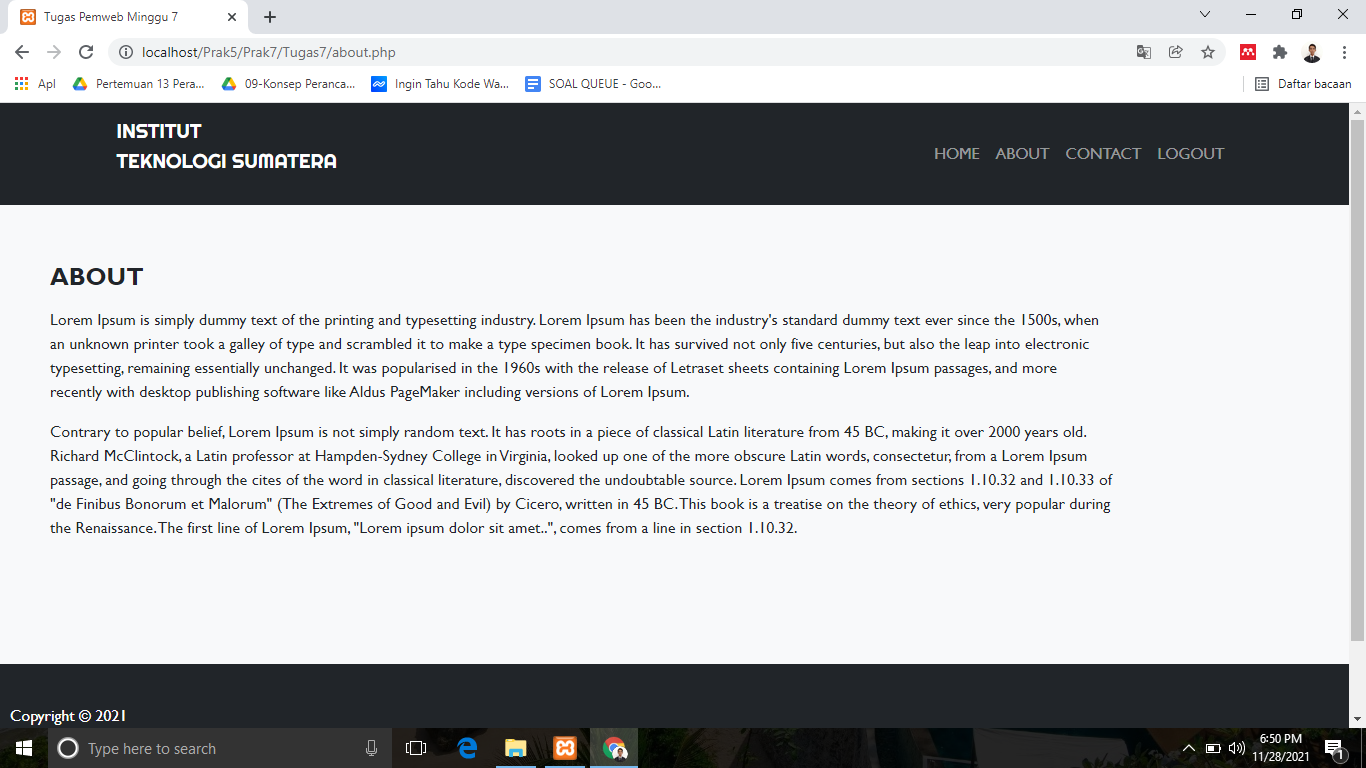 Tugas Pemweb Minggu 7
localhost/Prak5/Prak7/Tugas7/about.php
Apl Pertemuan 13 Pera... 09-Konsep Peranca... Ingin Tahu Kode Wa... SOAL QUEUE - Goo... Daftar bacaan
INSTITUT
TEKNOLOGI SUMATERA
HOME ABOUT CONTACT LOGOUT
ABOUT
Lorem Ipsum is simply dummy text of the printing and typesetting industry. Lorem Ipsum has been the industry's standard dummy text ever since the 1500s, when
an unknown printer took a galley of type and scrambled it to make a type specimen book. It has survived not only five centuries, but also the leap into electronic
typesetting, remaining essentially unchanged. It was popularised in the 1960s with the release of Letraset sheets containing Lorem Ipsum passages, and more
recently with desktop publishing software like Aldus PageMaker including versions of Lorem Ipsum.
Contrary to popular belief, Lorem Ipsum is not simply random text. It has roots in a piece of classical Latin literature from 45 BC, making it over 2000 years old.
Richard McClintock, a Latin professor at Hampden-Sydney College in Virginia, looked up one of the more obscure Latin words, consectetur, from a Lorem Ipsum
passage, and going through the cites of the word in classical literature, discovered the undoubtable source. Lorem Ipsum comes from sections 1.10.32 and 1.10.33 of
"de Finibus Bonorum et Malorum" (The Extremes of Good and Evil) by Cicero, written in 45 BC. This book is a treatise on the theory of ethics, very popular during
the Renaissance. The first line of Lorem Ipsum, "Lorem ipsum dolor sit amet..", comes from a line in section 1.10.32.
Copyright © 2021
Type here to search
6:50 PM
11/28/2021
1